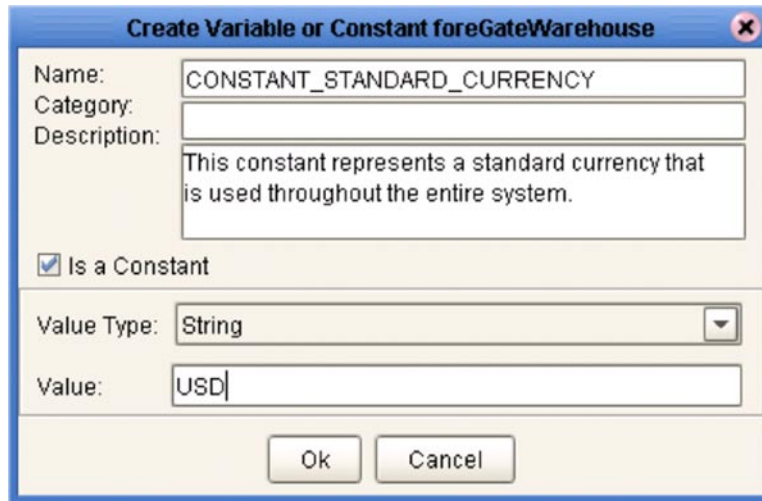 Create Variable or Constant foreGateWarehouse
Name: CONSTANT_STANDARD_CURRENCY
Category:
Description: This constant represents a standard currency that
is used throughout the entire system.
Is a Constant
Value Type: String
Value: USD
Ok Cancel